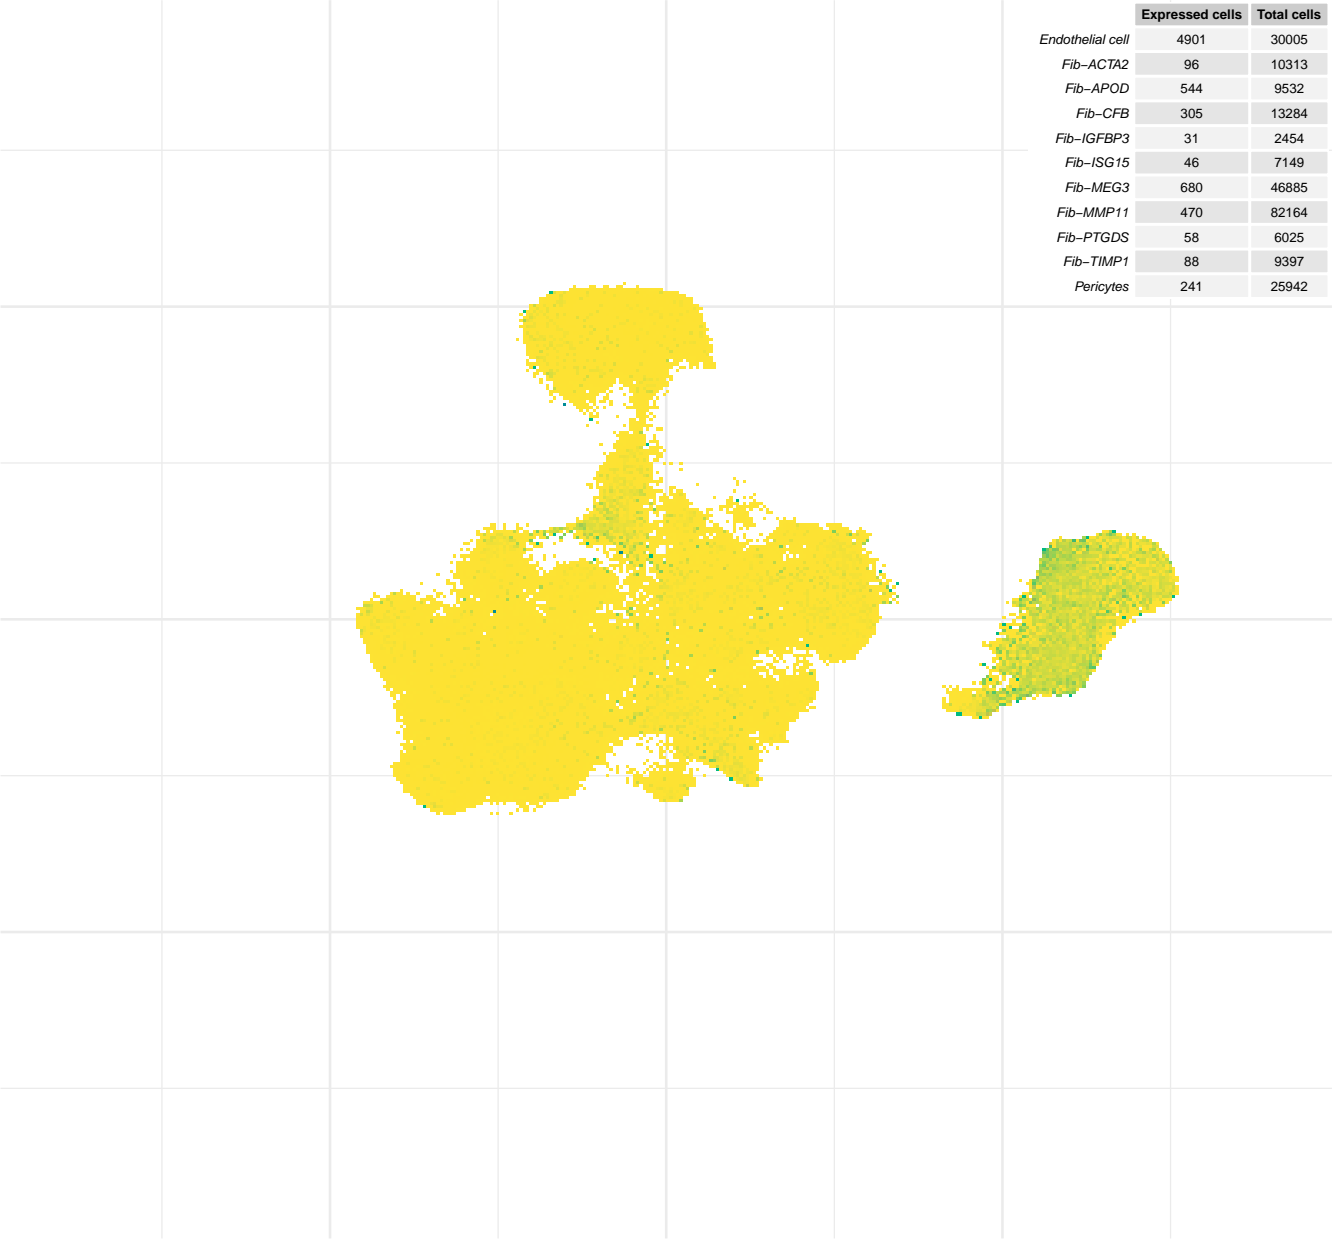 Expressed cells Total cells
Endothelial cell 4901 30005
Fib−ACTA2 96 10313
Fib−APOD 544 9532
Fib−CFB 305 13284
Fib−IGFBP3 31 2454
Fib−ISG15 46 7149
Fib−MEG3 680 46885
Fib−MMP11 470 82164
Fib−PTGDS 58 6025
Fib−TIMP1 88 9397
Pericytes 241 25942